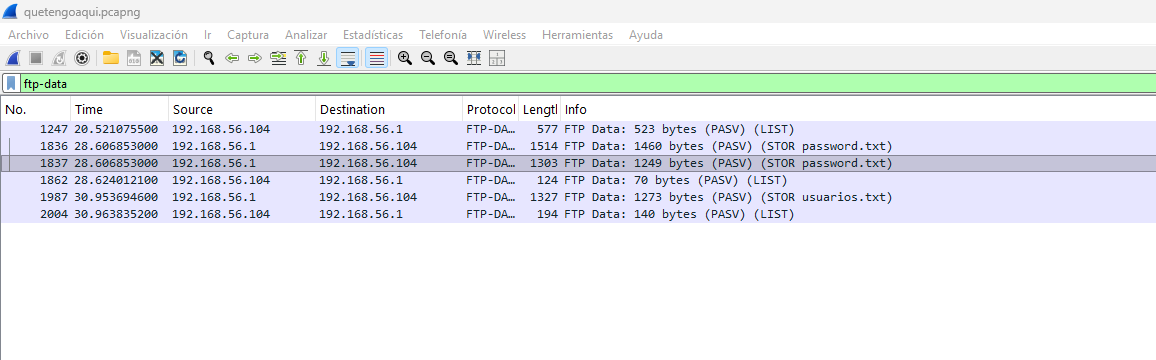 quetengoaqui.pcapng
Archivo Edición Visualización Ir Captura Analizar Estadísticas Telefonía Wireless Herramientas Ayuda
ftp-data
No. Time Source Destination Protocol Lengtl Info
1247 20.521075500 192.168.56.104 192.168.56.1 FTP-DA… 577 FTP Data: 523 bytes (PASV) (LIST)
1836 28.606853000 192.168.56.1 192.168.56.104 FTP-DA… 1514 FTP Data: 1460 bytes (PASV) (STOR password.txt)
1837 28.606853000 192.168.56.1 192.168.56.104 FTP-DA… 1303 FTP Data: 1249 bytes (PASV) (STOR password.txt)
1862 28.624012100 192.168.56.104 192.168.56.1 FTP-DA… 124 FTP Data: 70 bytes (PASV) (LIST)
1987 30.953694600 192.168.56.1 192.168.56.104 FTP-DA… 1327 FTP Data: 1273 bytes (PASV) (STOR usuarios.txt)
2004 30.963835200 192.168.56.104 192.168.56.1 FTP-DA… 194 FTP Data: 140 bytes (PASV) (LIST)